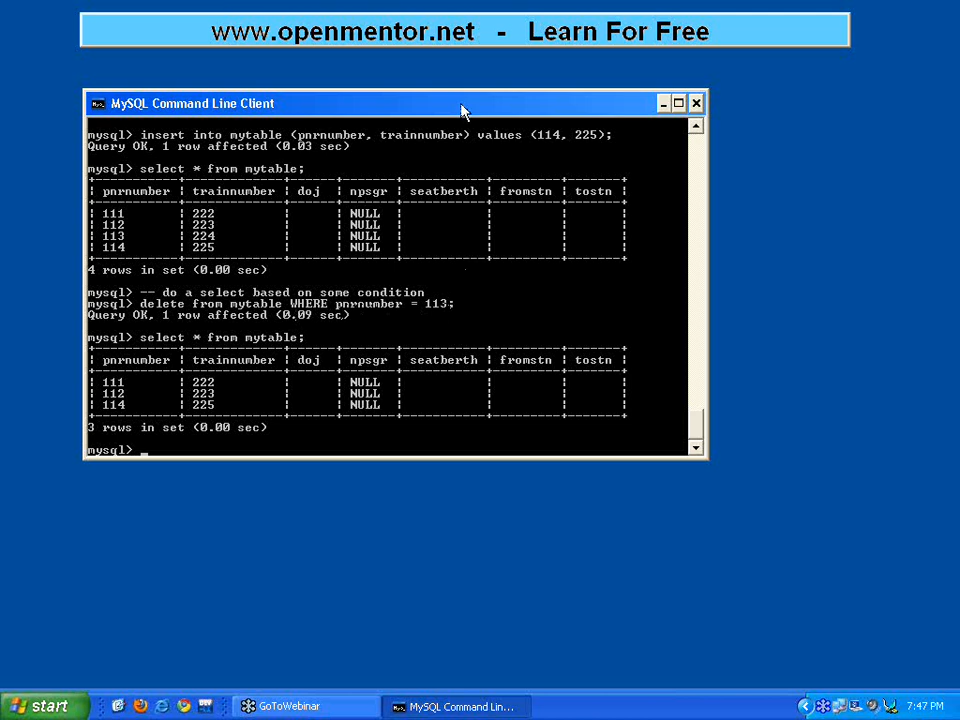 www.openmentor.net - Learn For Free
MySQL Command Line Client
mysql> insert into mytable (pnrnumber, trainnumber) values (114, 225);
Query OK, 1 row affected (0.03 sec)
mysql> select * from mytable;
+------------+-------------+------+-------+-----------+---------+-------+
| pnrnumber | trainnumber | doj | npsgr | seatberth | fromstn | tostn |
+------------+-------------+------+-------+-----------+---------+-------+
| 111 | 222 | | NULL | | | |
| 112 | 223 | | NULL | | | |
| 113 | 224 | | NULL | | | |
| 114 | 225 | | NULL | | | |
+------------+-------------+------+-------+-----------+---------+-------+
4 rows in set (0.00 sec)
mysql> -- do a select based on some condition
mysql> delete from mytable WHERE pnrnumber = 113;
Query OK, 1 row affected (0.09 sec)
mysql> select * from mytable;
+------------+-------------+------+-------+-----------+---------+-------+
| pnrnumber | trainnumber | doj | npsgr | seatberth | fromstn | tostn |
+------------+-------------+------+-------+-----------+---------+-------+
| 111 | 222 | | NULL | | | |
| 112 | 223 | | NULL | | | |
| 114 | 225 | | NULL | | | |
+------------+-------------+------+-------+-----------+---------+-------+
3 rows in set (0.00 sec)
mysql> _
start GoToWebinar MySQL Command Lin... 7:47 PM